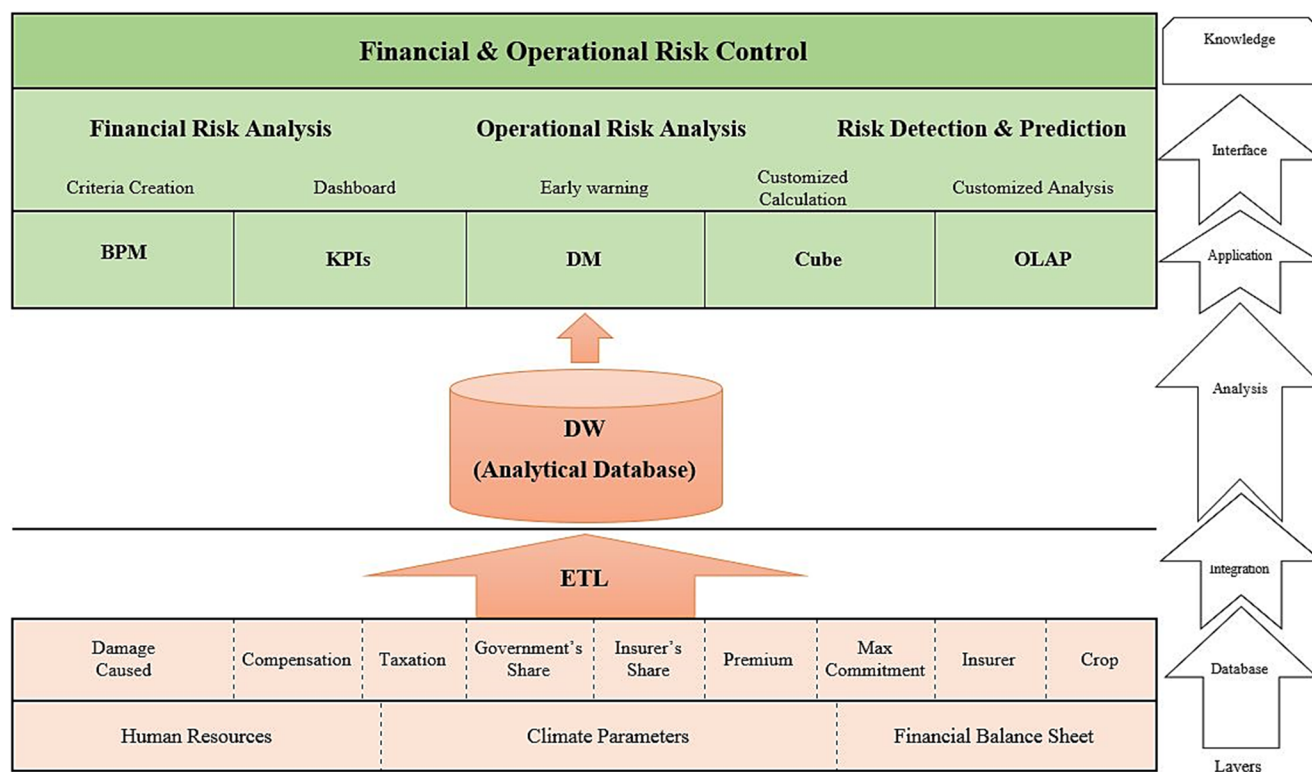 Financial & Operational Risk Control
Knowledge
Financial Risk Analysis
Operational Risk Analysis
Risk Detection & Prediction
Interface
Criteria Creation
Dashboard
Early warning
Customized
Calculation
Customized Analysis
BPM
KPIs
DM
Cube
OLAP
Application
Analysis
DW
(Analytical Database)
ETL
Integration
Damage
Caused
Compensation
Taxation
Government’s
Share
Insurer’s
Share
Premium
Max
Commitment
Insurer
Crop
Database
Human Resources
Climate Parameters
Financial Balance Sheet
Layers